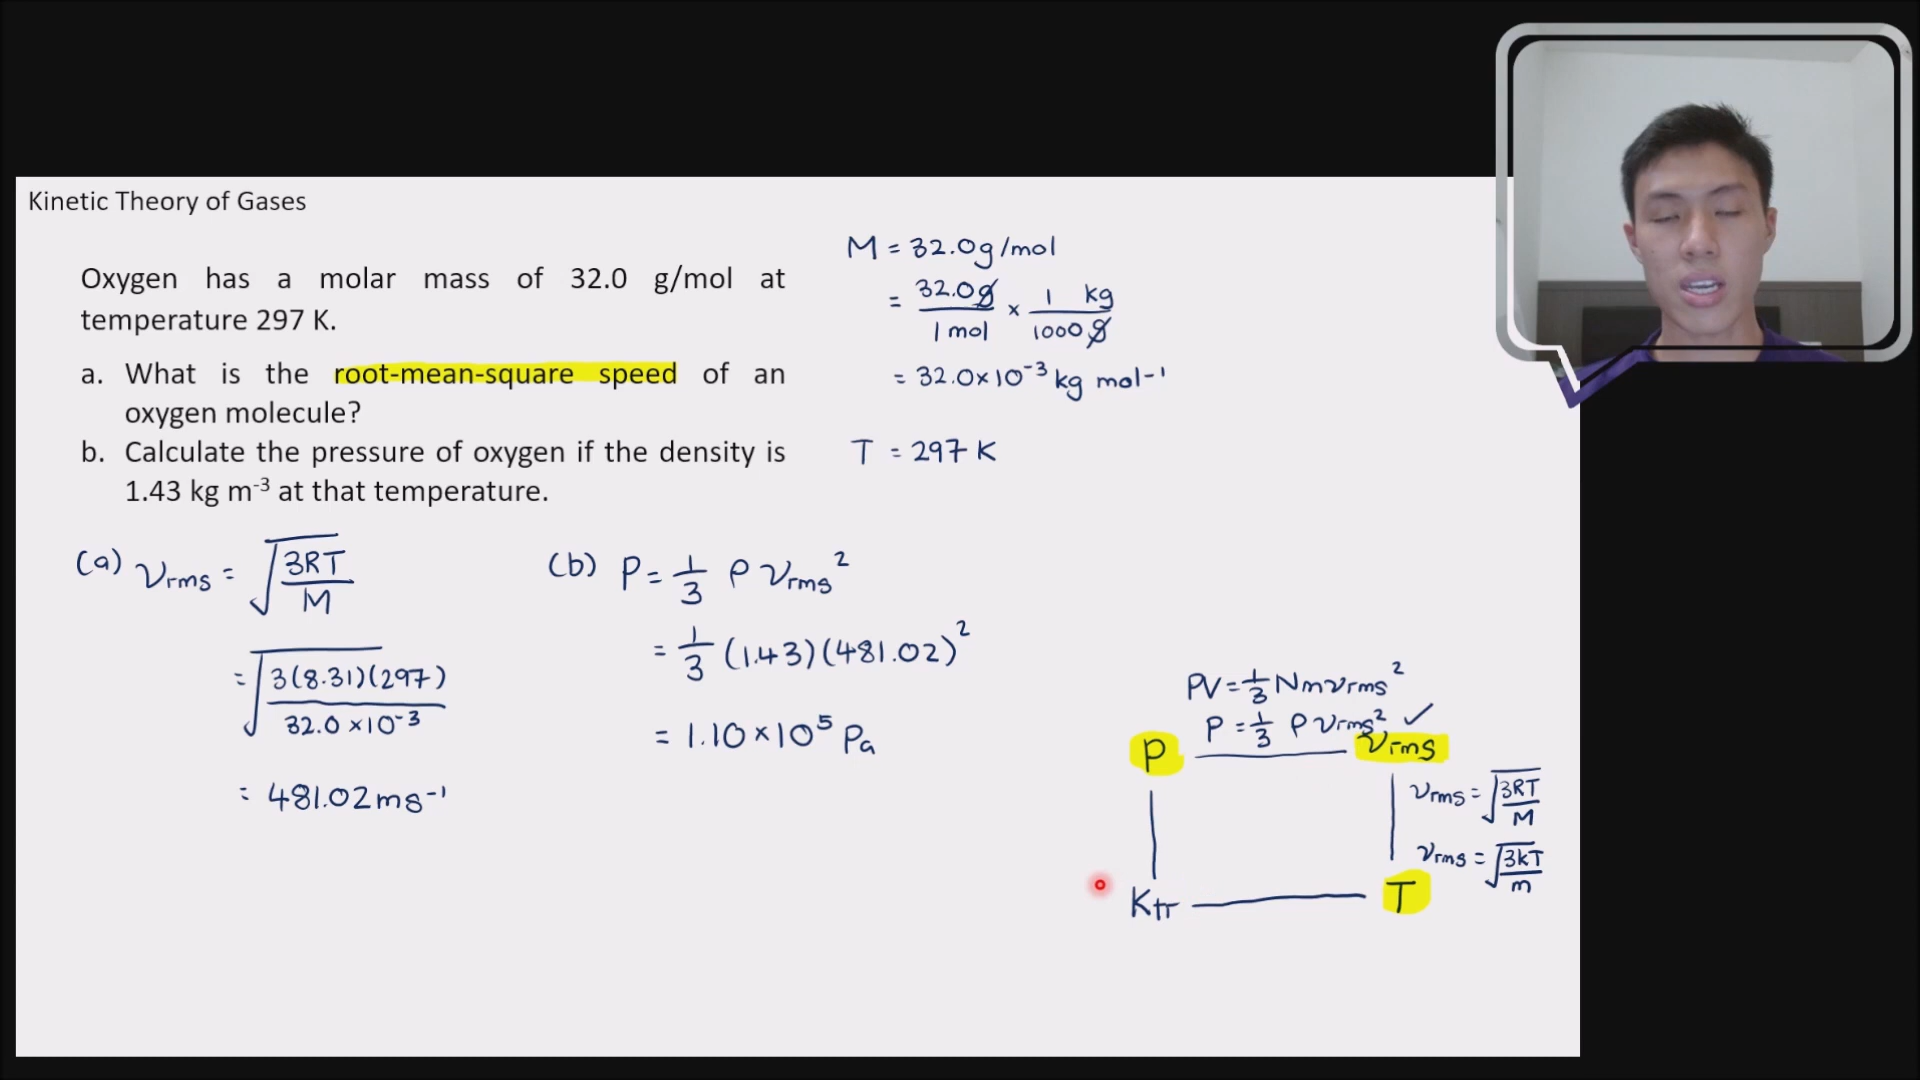 Kinetic Theory of Gases
Oxygen has a molar mass of 32.0 g/mol at
temperature 297 K.
a. What is the root-mean-square speed of an
oxygen molecule?
b. Calculate the pressure of oxygen if the density is
1.43 kg m⁻³ at that temperature.
M = 32.0g/mol
= 32.0g/1 mol × 1 kg/1000 g
= 32.0×10⁻³ kg mol⁻¹
T = 297 K
(a) vrms = √(3RT/M)
= √(3(8.31)(297)/32.0×10⁻³)
= 481.02ms⁻¹
(b) P = 1/3 ρ vrms²
= 1/3 (1.43)(481.02)²
= 1.10×10⁵ Pa
PV = 1/3 Nmvrms²
P = 1/3 ρ vrms² ✓
P vrms
vrms = √(3RT/M)
vrms = √(3kT/m)
Ktr T